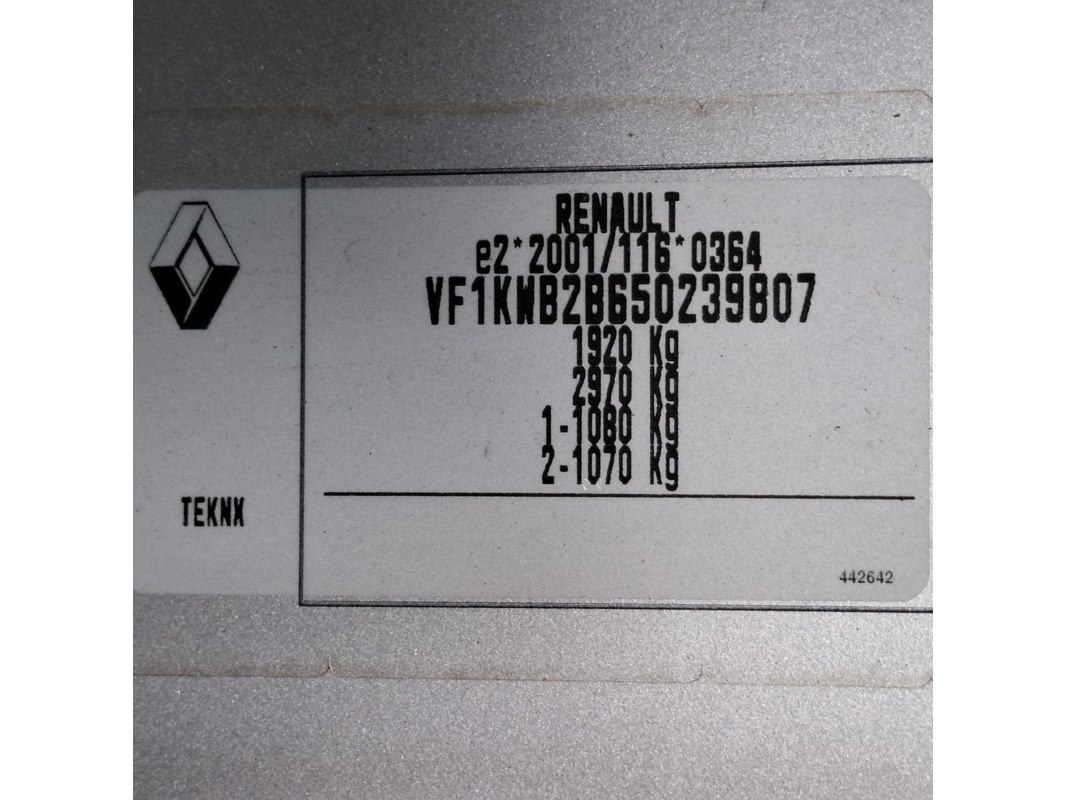 RENAULT
e2*2001/116*0364
VF1KWB2B650239807
1920 Kg
2970 Kg
1-1080 Kg
2-1070 Kg
TEKNX
442642